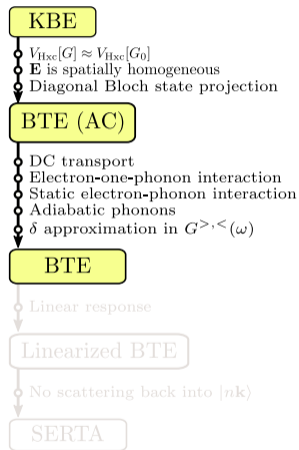 KBE
V_Hxc[G] ≈ V_Hxc[G_0]
E is spatially homogeneous
Diagonal Bloch state projection
BTE (AC)
DC transport
Electron-one-phonon interaction
Static electron-phonon interaction
Adiabatic phonons
δ approximation in G^{>,<}(ω)
BTE
Linear response
Linearized BTE
No scattering back into |nk⟩
SERTA